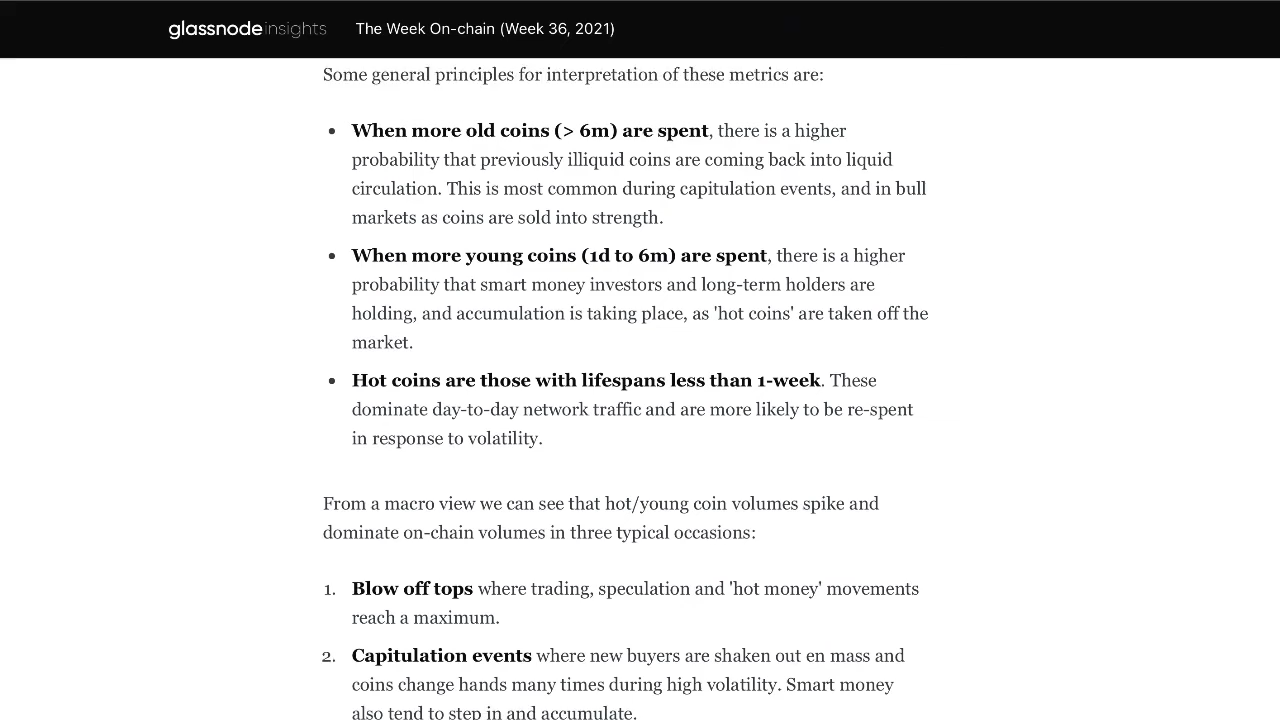 glassnode insights The Week On-chain (Week 36, 2021)
Some general principles for interpretation of these metrics are:
• When more old coins (> 6m) are spent, there is a higher
probability that previously illiquid coins are coming back into liquid
circulation. This is most common during capitulation events, and in bull
markets as coins are sold into strength.
• When more young coins (1d to 6m) are spent, there is a higher
probability that smart money investors and long-term holders are
holding, and accumulation is taking place, as 'hot coins' are taken off the
market.
• Hot coins are those with lifespans less than 1-week. These
dominate day-to-day network traffic and are more likely to be re-spent
in response to volatility.
From a macro view we can see that hot/young coin volumes spike and
dominate on-chain volumes in three typical occasions:
1. Blow off tops where trading, speculation and 'hot money' movements
reach a maximum.
2. Capitulation events where new buyers are shaken out en mass and
coins change hands many times during high volatility. Smart money
also tend to step in and accumulate.